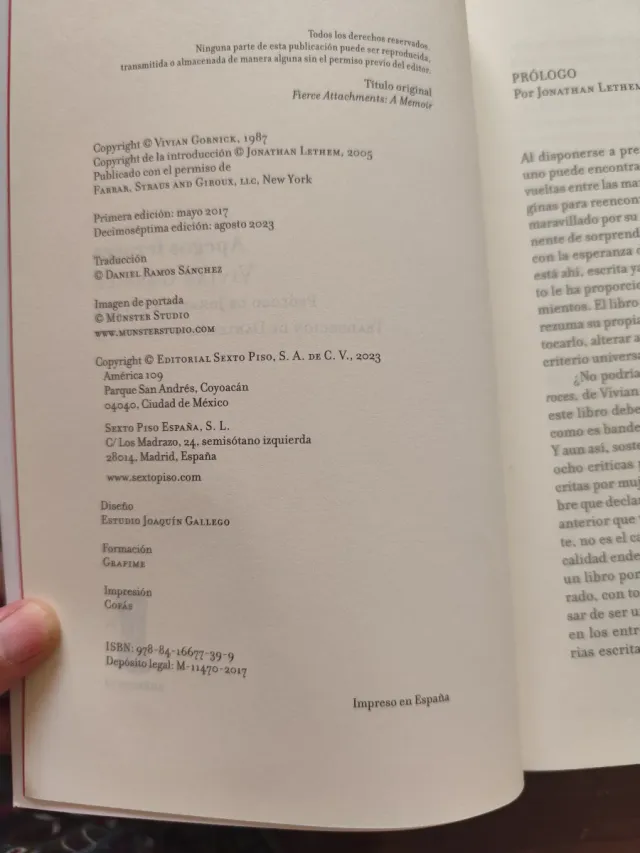 Todos los derechos reservados.
Ninguna parte de esta publicación puede ser reproducida,
transmitida o almacenada de manera alguna sin el permiso previo del editor.
Título original
Fierce Attachments: A Memoir
Copyright © VIVIAN GORNICK, 1987
Copyright de la introducción © JONATHAN LETHEM, 2005
Publicado con el permiso de
FARRAR, STRAUS AND GIROUX, LLC, New York
Primera edición: mayo 2017
Decimoséptima edición: agosto 2023
Traducción
© DANIEL RAMOS SÁNCHEZ
Imagen de portada
© MÜNSTER STUDIO
WWW.MUNSTERSTUDIO.COM
Copyright © EDITORIAL SEXTO PISO, S. A. DE C. V., 2023
América 109
Parque San Andrés, Coyoacán
04040, Ciudad de México
SEXTO PISO ESPAÑA, S. L.
C/ Los Madrazo, 24, semisótano izquierda
28014, Madrid, España
www.sextopiso.com
Diseño
ESTUDIO JOAQUÍN GALLEGO
Formación
GRAFIME
Impresión
COFÁS
ISBN: 978-84-16677-39-9
Depósito legal: M-11470-2017
Impreso en España
PRÓLOGO
Por JONATHAN LETHEM
Al disponerse a pre
uno puede encontra
vueltas entre las ma
ginas para reencon
maravillado por su
nente de sorprend
con la esperanza
está ahí, escrita ya
to le ha proporcio
mientos. El libro
rezuma su propia
tocarlo, alterar a
criterio universa
¿No podría
roces, de Vivian
este libro debe
como es bande
Y aun así, soste
ocho críticas
critas por muj
bre que declar
anterior que
te, no es el ca
calidad ende
un libro por
rado, con to
sar de ser u
en los entr
rias escrita